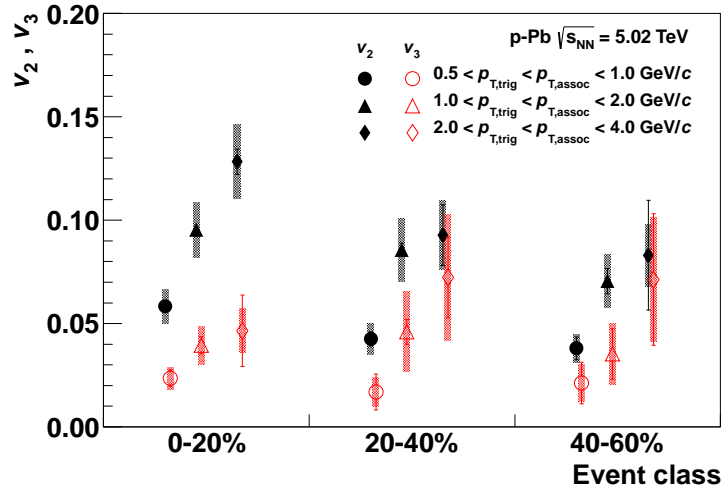 0.20
0.15
0.10
0.05
0.00
v2 , v3
p-Pb √sNN = 5.02 TeV
v2 v3
0.5 < pT,trig < pT,assoc < 1.0 GeV/c
1.0 < pT,trig < pT,assoc < 2.0 GeV/c
2.0 < pT,trig < pT,assoc < 4.0 GeV/c
0-20% 20-40% 40-60%
Event class